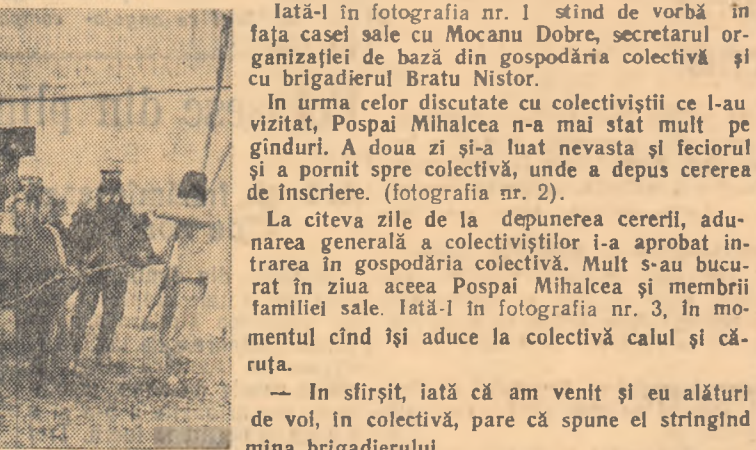 Iată-l în fotografia nr. 1 stînd de vorbă în
fața casei sale cu Mocanu Dobre, secretarul or-
ganizației de bază din gospodăria colectivă și
cu brigadierul Bratu Nistor.
In urma celor discutate cu colectiviștii ce l-au
vizitat, Pospai Mihalcea n-a mai stat mult pe
gînduri. A doua zi și-a luat nevasta și feciorul
și a pornit spre colectivă, unde a depus cererea
de înscriere. (fotografia nr. 2).
La cîteva zile de la depunerea cererii, adu-
narea generală a colectiviștilor i-a aprobat in-
trarea în gospodăria colectivă. Mult s-au bucu-
rat în ziua aceea Pospai Mihalcea și membrii
familiei sale. Iată-l în fotografia nr. 3, în mo-
mentul cînd își aduce la colectivă calul și că-
ruța.
— In sfîrșit, iată că am venit și eu alături
de voi, în colectivă, pare că spune el strîngînd
mîna brigadierului